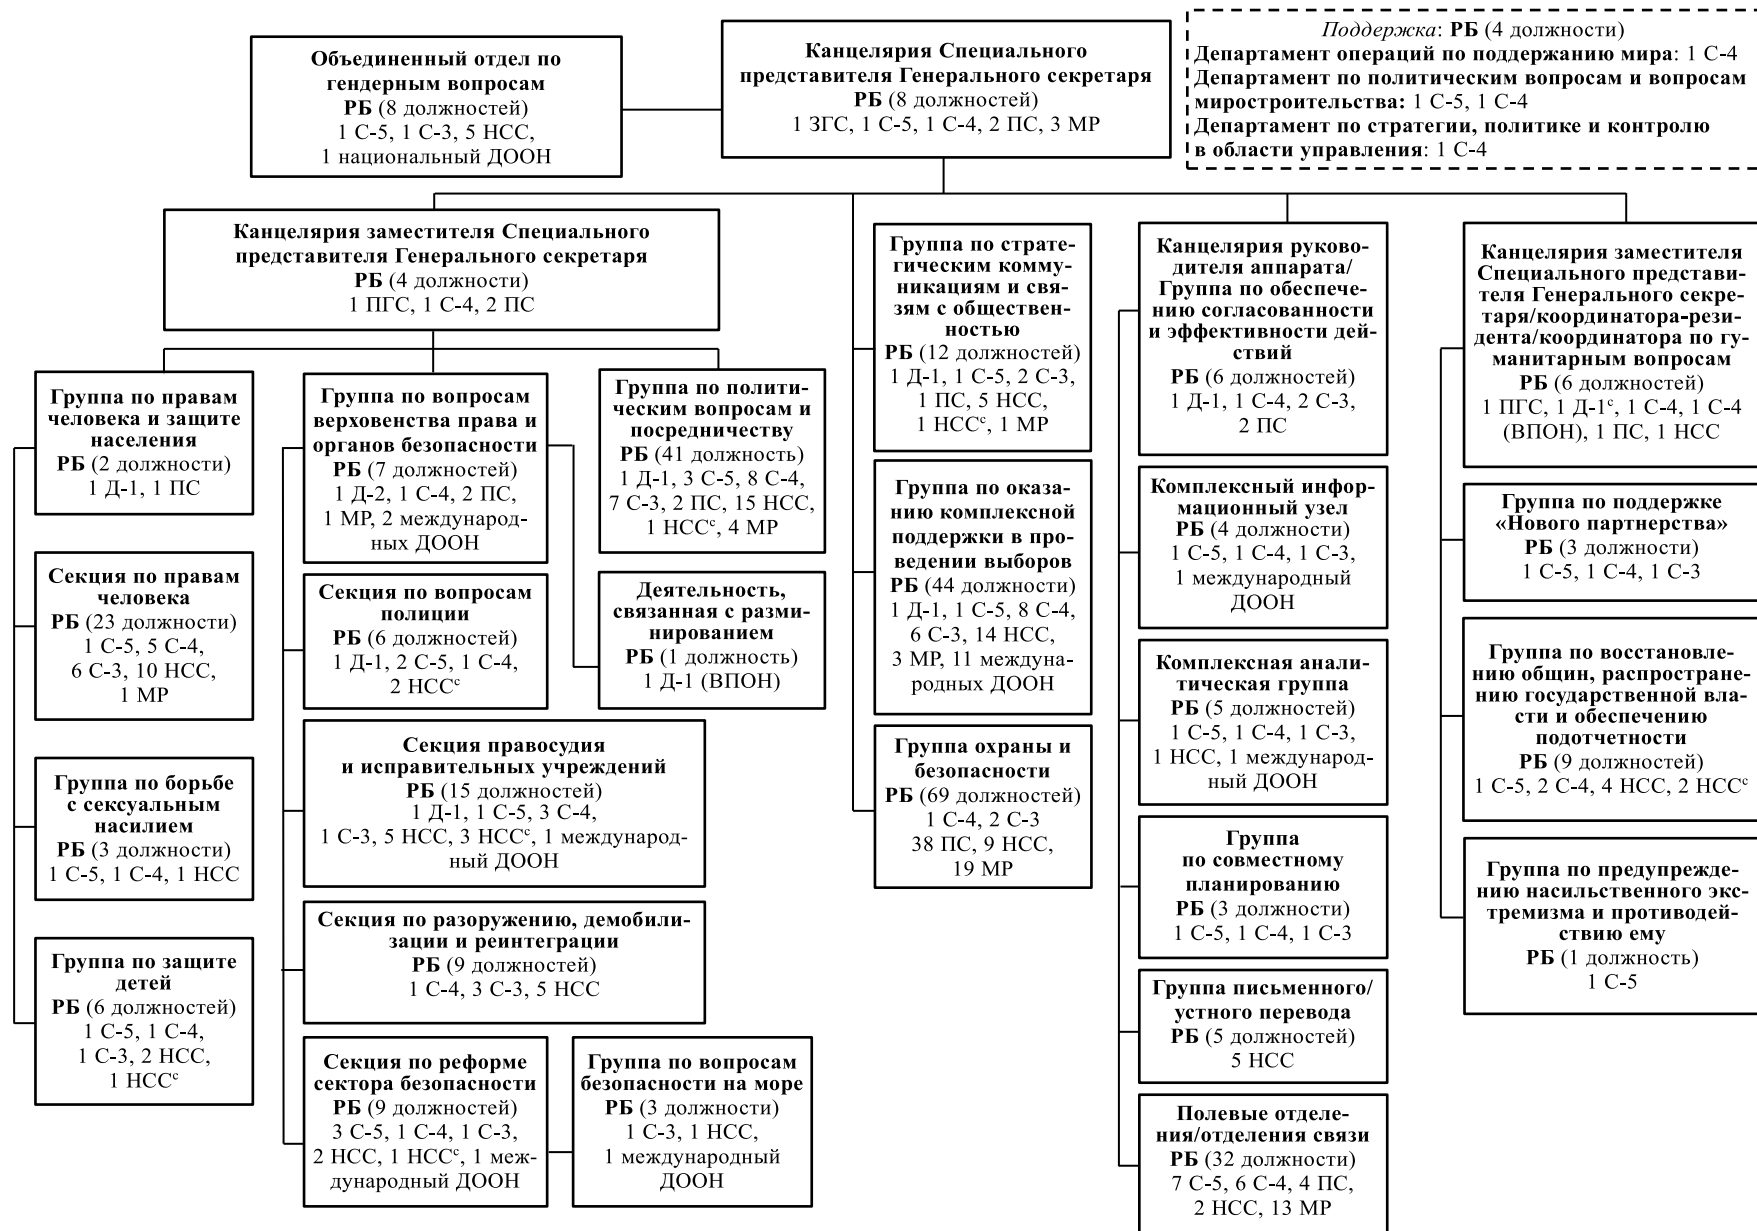 Объединенный отдел по
гендерным вопросам
РБ (8 должностей)
1 С-5, 1 С-3, 5 НСС,
1 национальный ДООН
Канцелярия Специального
представителя Генерального секретаря
РБ (8 должностей)
1 ЗГС, 1 С-5, 1 С-4, 2 ПС, 3 МР
Поддержка: РБ (4 должности)
Департамент операций по поддержанию мира: 1 С-4
Департамент по политическим вопросам и вопросам
миростроительства: 1 С-5, 1 С-4
Департамент по стратегии, политике и контролю
в области управления: 1 С-4
Канцелярия заместителя Специального
представителя Генерального секретаря
РБ (4 должности)
1 ПГС, 1 С-4, 2 ПС
Группа по правам
человека и защите
населения
РБ (2 должности)
1 Д-1, 1 ПС
Секция по правам
человека
РБ (23 должности)
1 С-5, 5 С-4,
6 С-3, 10 НСС,
1 МР
Группа по борьбе
с сексуальным
насилием
РБ (3 должности)
1 С-5, 1 С-4, 1 НСС
Группа по защите
детей
РБ (6 должностей)
1 С-5, 1 С-4,
1 С-3, 2 НСС,
1 НССᶜ
Группа по вопросам
верховенства права и
органов безопасности
РБ (7 должностей)
1 Д-2, 1 С-4, 2 ПС,
1 МР, 2 международ-
ных ДООН
Секция по вопросам
полиции
РБ (6 должностей)
1 Д-1, 2 С-5, 1 С-4,
2 НССᶜ
Секция правосудия
и исправительных учреждений
РБ (15 должностей)
1 Д-1, 1 С-5, 3 С-4,
1 С-3, 5 НСС, 3 НССᶜ, 1 международ-
ный ДООН
Секция по разоружению, демобили-
зации и реинтеграции
РБ (9 должностей)
1 С-4, 3 С-3, 5 НСС
Секция по реформе
сектора безопасности
РБ (9 должностей)
3 С-5, 1 С-4, 1 С-3,
2 НСС, 1 НССᶜ, 1 меж-
дународный ДООН
Группа по вопросам
безопасности на море
РБ (3 должности)
1 С-3, 1 НСС,
1 международный
ДООН
Группа по полити-
ческим вопросам и
посредничеству
РБ (41 должность)
1 Д-1, 3 С-5, 8 С-4,
7 С-3, 2 ПС, 15 НСС,
1 НССᶜ, 4 МР
Деятельность,
связанная с разми-
нированием
РБ (1 должность)
1 Д-1 (ВПОН)
Группа по страте-
гическим комму-
никациям и свя-
зям с обществен-
ностью
РБ (12 должностей)
1 Д-1, 1 С-5, 2 С-3,
1 ПС, 5 НСС,
1 НССᶜ, 1 МР
Группа по оказа-
нию комплексной
поддержки в про-
ведении выборов
РБ (44 должности)
1 Д-1, 1 С-5, 8 С-4,
6 С-3, 14 НСС,
3 МР, 11 междуна-
родных ДООН
Группа охраны и
безопасности
РБ (69 должностей)
1 С-4, 2 С-3
38 ПС, 9 НСС,
19 МР
Канцелярия руково-
дителя аппарата/
Группа по обеспече-
нию согласованности
и эффективности дей-
ствий
РБ (6 должностей)
1 Д-1, 1 С-4, 2 С-3,
2 ПС
Комплексный инфор-
мационный узел
РБ (4 должности)
1 С-5, 1 С-4, 1 С-3,
1 международный
ДООН
Комплексная анали-
тическая группа
РБ (5 должностей)
1 С-5, 1 С-4, 1 С-3,
1 НСС, 1 международ-
ный ДООН
Группа
по совместному
планированию
РБ (3 должности)
1 С-5, 1 С-4, 1 С-3
Группа письменного/
устного перевода
РБ (5 должностей)
5 НСС
Полевые отделе-
ния/отделения связи
РБ (32 должности)
7 С-5, 6 С-4, 4 ПС,
2 НСС, 13 МР
Канцелярия заместителя
Специального представи-
теля Генерального секре-
таря/координатора-рези-
дента/координатора по гу-
манитарным вопросам
РБ (6 должностей)
1 ПГС, 1 Д-1ᶜ, 1 С-4, 1 С-4
(ВПОН), 1 ПС, 1 НСС
Группа по поддержке
«Нового партнерства»
РБ (3 должности)
1 С-5, 1 С-4, 1 С-3
Группа по восстановле-
нию общин, распростране-
нию государственной вла-
сти и обеспечению
подотчетности
РБ (9 должностей)
1 С-5, 2 С-4, 4 НСС, 2 НССᶜ
Группа по предупрежде-
нию насильственного экс-
тремизма и противодей-
ствию ему
РБ (1 должность)
1 С-5